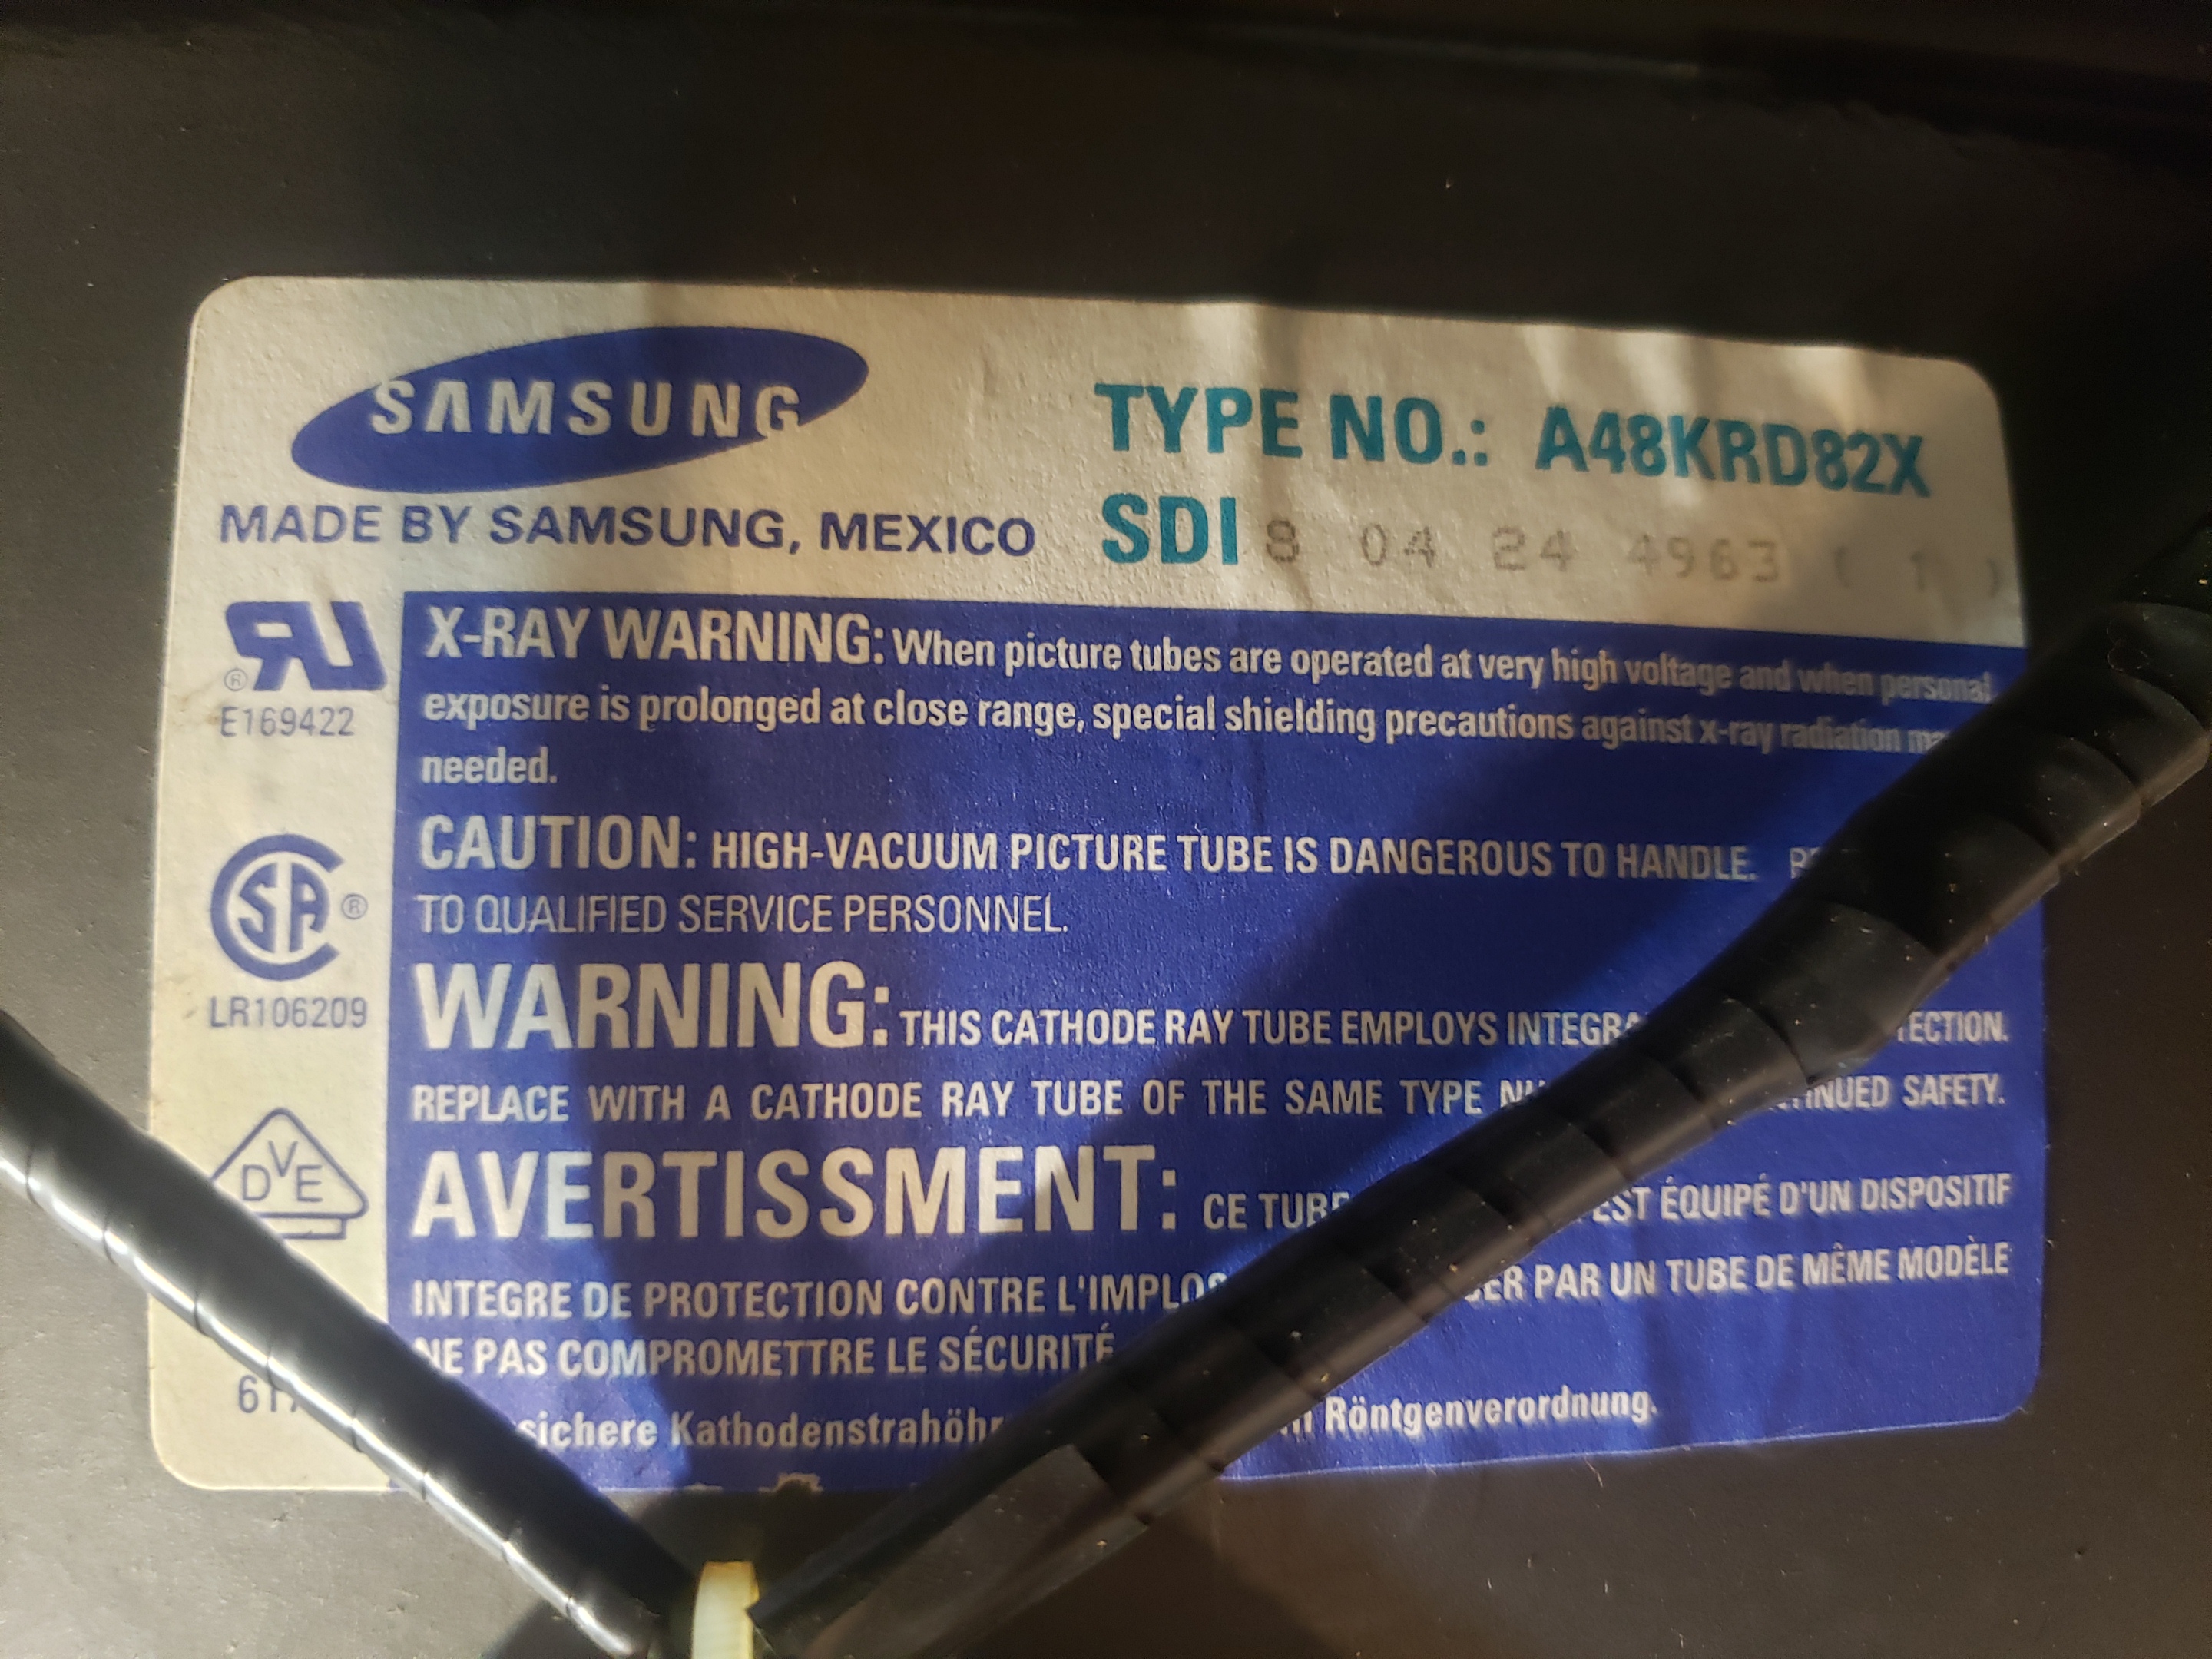 SAMSUNG
TYPE NO.: A48KRD82X
MADE BY SAMSUNG, MEXICO
SDI 8 04 24 4963 ( 1 )
E169422
X-RAY WARNING: When picture tubes are operated at very high voltage and when personal
exposure is prolonged at close range, special shielding precautions against x-ray radiation
needed.
CAUTION: HIGH-VACUUM PICTURE TUBE IS DANGEROUS TO HANDLE.
TO QUALIFIED SERVICE PERSONNEL.
SA ®
LR106209
WARNING: THIS CATHODE RAY TUBE EMPLOYS
REPLACE WITH A CATHODE RAY TUBE OF THE SAME TYPE SAFETY.
DVE
AVERTISSMENT: CE ÉQUIPÉ D'UN DISPOSITIF
INTEGRE DE PROTECTION CONTRE PAR UN TUBE DE MÊME MODÈLE
NE PAS COMPROMETTRE LE SÉCURITÉ
Röntgenverordnung.